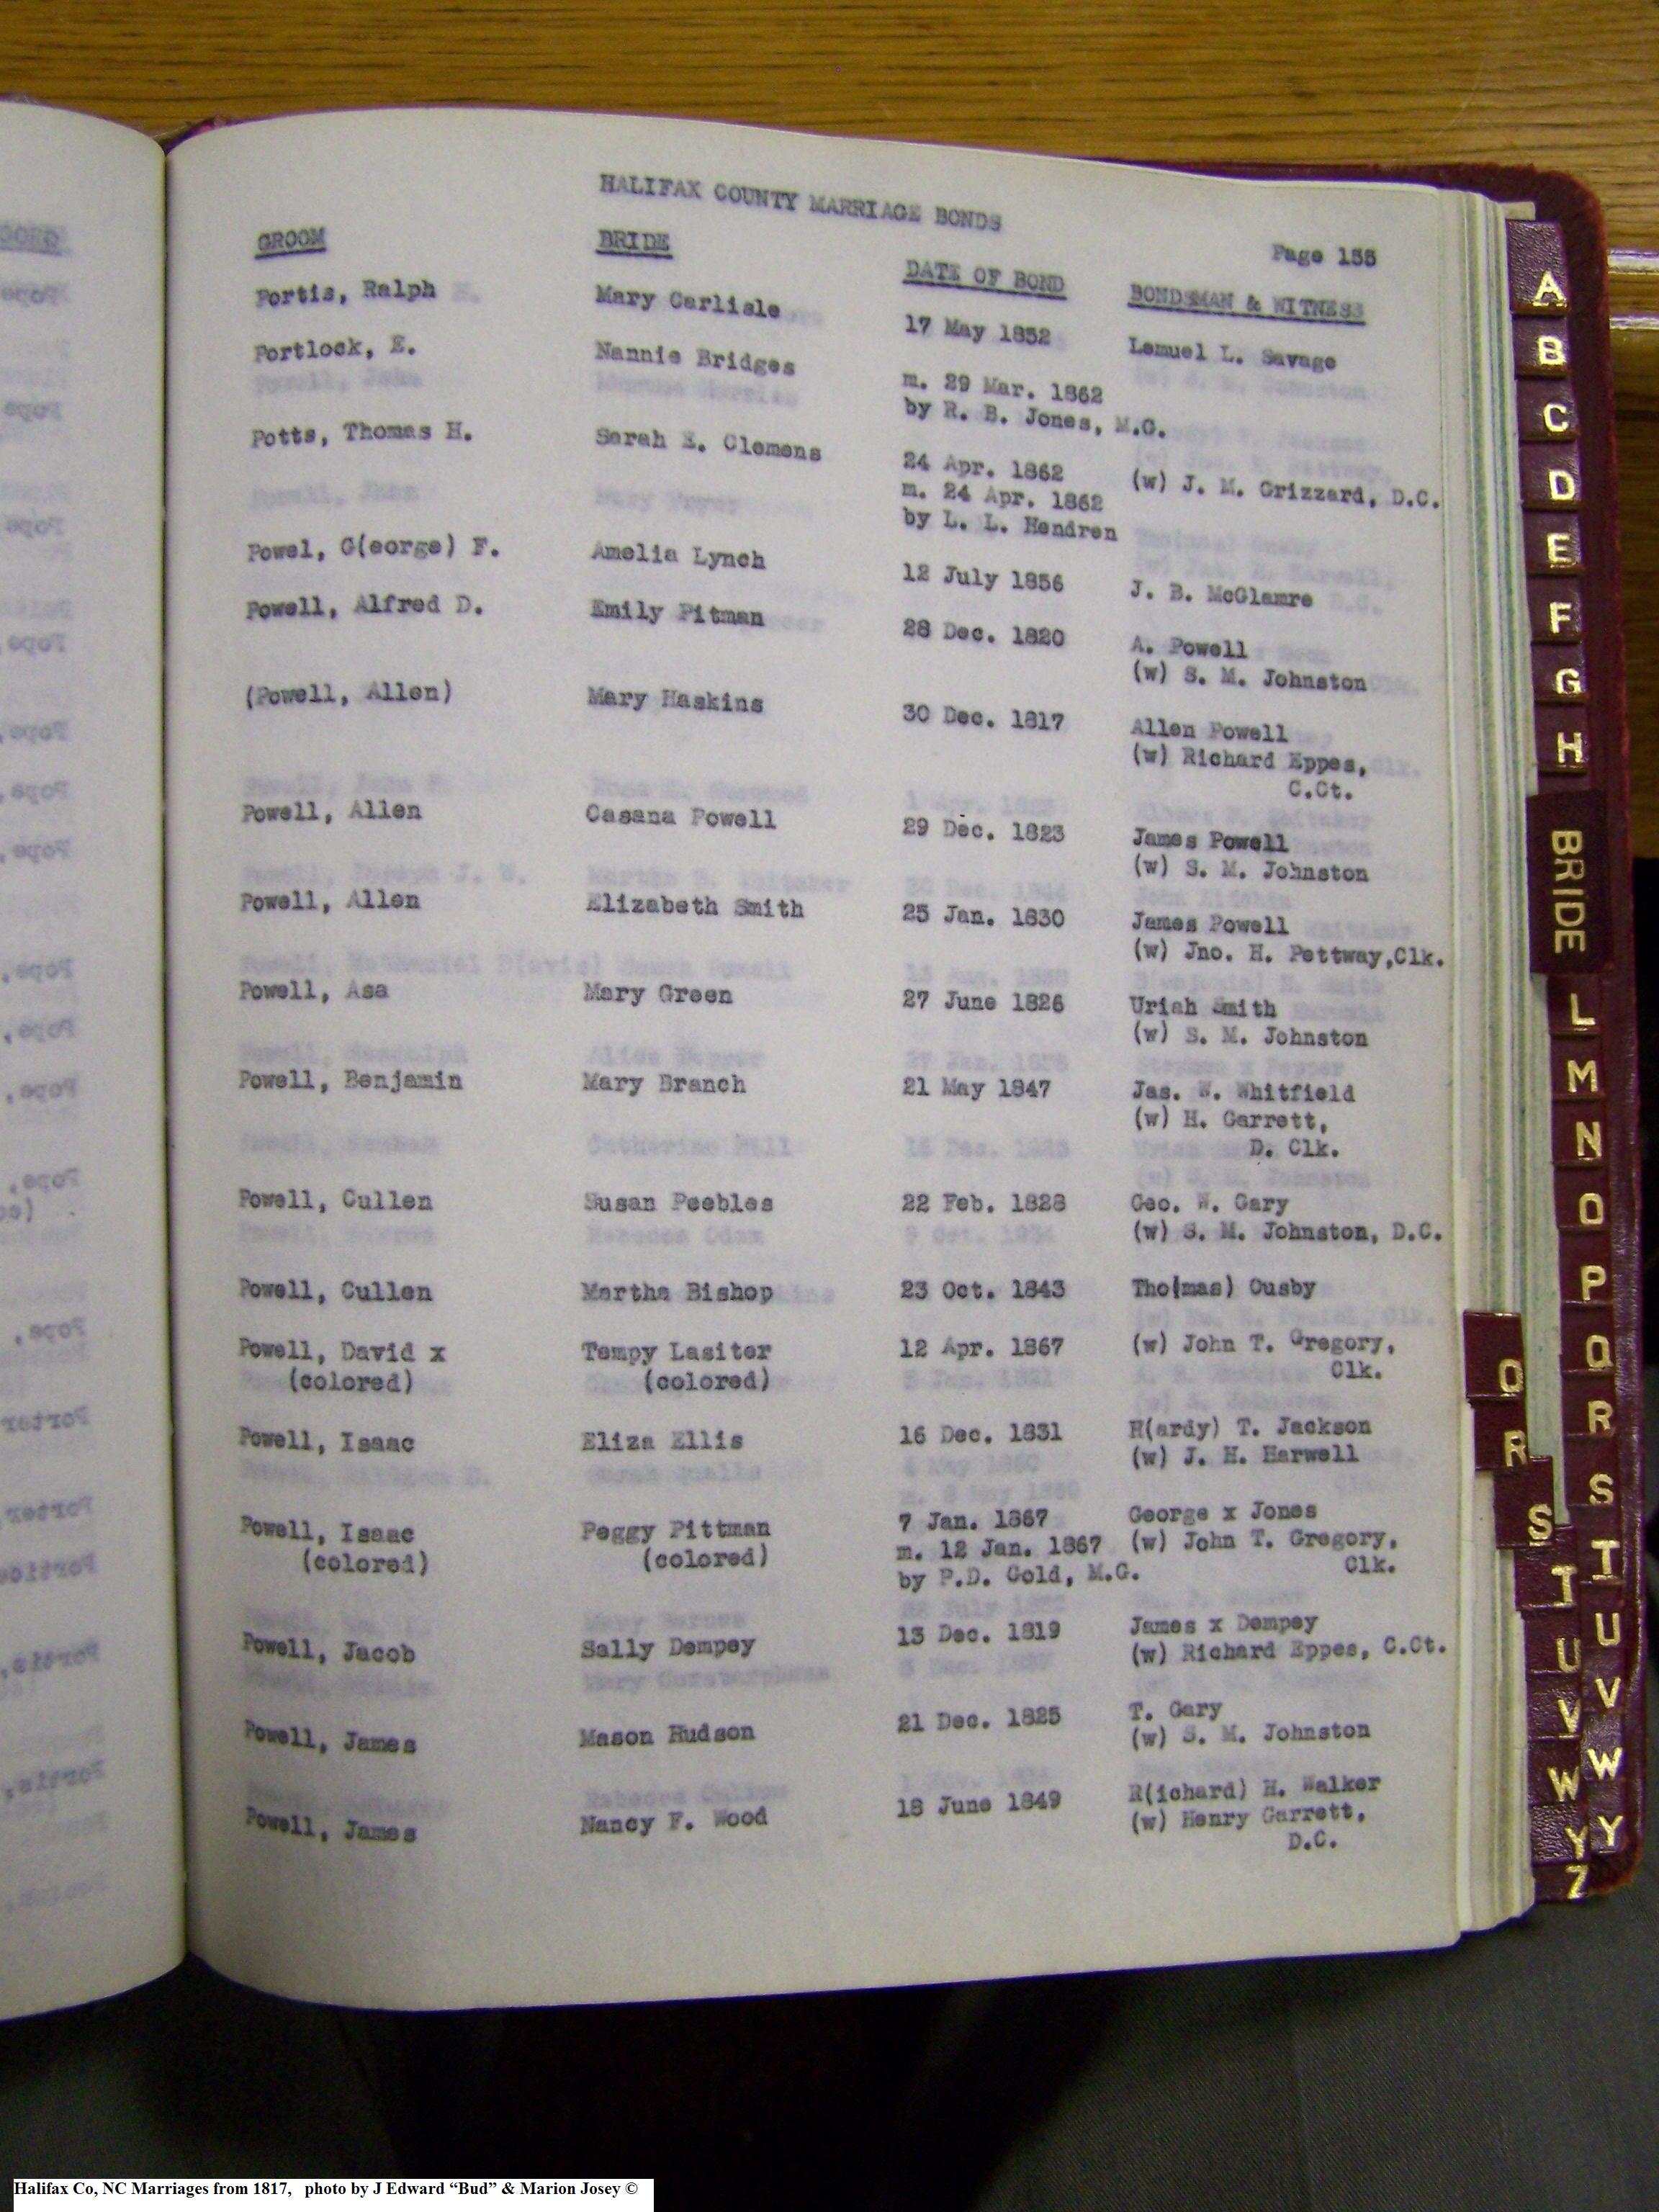 HALIFAX COUNTY MARRIAGE BONDS
Page 155
GROOM BRIDE DATE OF BOND BONDSMAN & WITNESS
Portis, Ralph Mary Carlisle 17 May 1852 Lemuel L. Savage
Portlock, E. Nannie Bridges m. 29 Mar. 1862
by R. B. Jones, M.G.
Potts, Thomas H. Sarah E. Clemens 24 Apr. 1862 (w) J. M. Grizzard, D.C.
m. 24 Apr. 1862
by L. L. Hendren
Powel, G(eorge) F. Amelia Lynch 12 July 1856 J. B. McGlamre
Powell, Alfred D. Emily Pitman 28 Dec. 1820 A. Powell
(w) S. M. Johnston
(Powell, Allen) Mary Haskins 30 Dec. 1817 Allen Powell
(w) Richard Eppes,
C.Ct.
Powell, Allen Casana Powell 29 Dec. 1823 James Powell
(w) S. M. Johnston
Powell, Allen Elizabeth Smith 25 Jan. 1830 James Powell
(w) Jno. H. Pettway,Clk.
Powell, Asa Mary Green 27 June 1826 Uriah Smith
(w) S. M. Johnston
Powell, Benjamin Mary Branch 21 May 1847 Jas. W. Whitfield
(w) H. Garrett,
D. Clk.
Powell, Cullen Susan Peebles 22 Feb. 1828 Geo. W. Gary
(w) S. M. Johnston, D.C.
Powell, Cullen Martha Bishop 23 Oct. 1843 Tho(mas) Ousby
Powell, David x Tempy Lasiter 12 Apr. 1867 (w) John T. Gregory,
(colored) (colored) Clk.
Powell, Isaac Eliza Ellis 16 Dec. 1831 H(ardy) T. Jackson
(w) J. H. Harwell
Powell, Isaac Peggy Pittman 7 Jan. 1867 George x Jones
(colored) (colored) m. 12 Jan. 1867 (w) John T. Gregory,
by P.D. Gold, M.G. Clk.
Powell, Jacob Sally Dempey 13 Dec. 1819 James x Dempey
(w) Richard Eppes, C.Ct.
Powell, James Mason Hudson 21 Dec. 1825 T. Gary
(w) S. M. Johnston
Powell, James Nancy F. Wood 18 June 1849 R(ichard) H. Walker
(w) Henry Garrett,
D.C.
A
B
C
D
E
F
G
H
BRIDE
L
M
N
O
P
Q
R
S
T
U
V
W
Y
Q
R
S
T
U
V
W
Y
Z
Halifax Co, NC Marriages from 1817, photo by J Edward “Bud” & Marion Josey ©